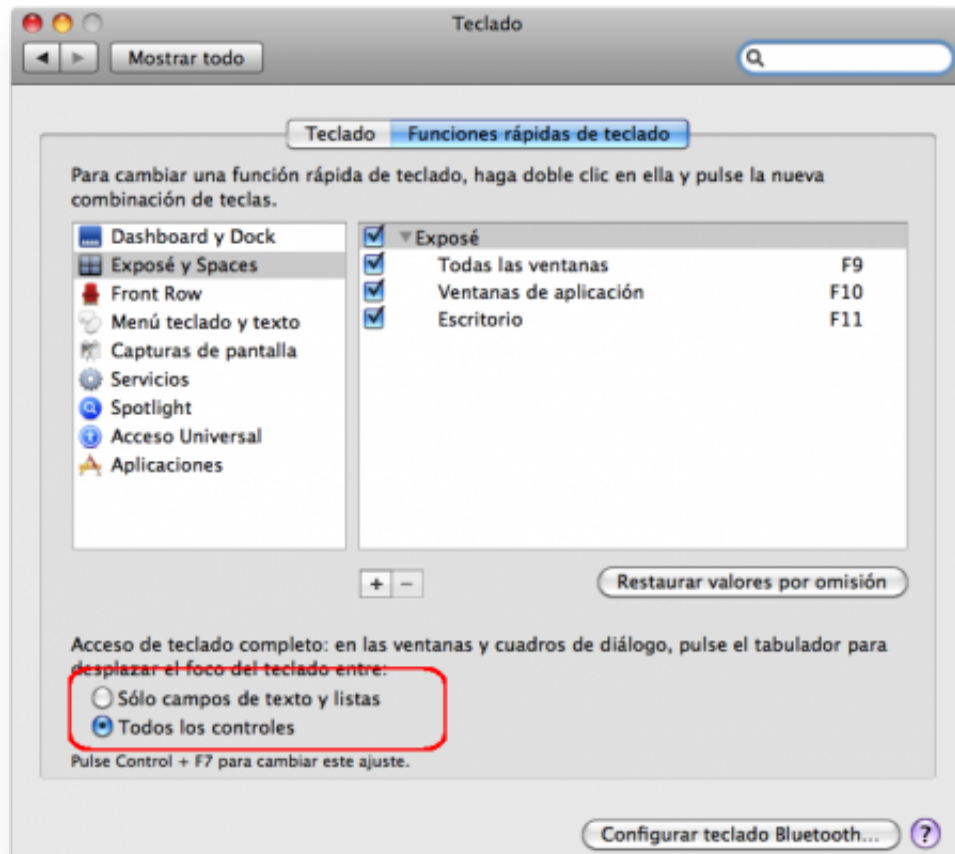 Teclado
Mostrar todo
Teclado
Funciones rápidas de teclado
Para cambiar una función rápida de teclado, haga doble clic en ella y pulse la nueva
combinación de teclas.
Dashboard y Dock
Exposé y Spaces
Front Row
Menú teclado y texto
Capturas de pantalla
Servicios
Spotlight
Acceso Universal
Aplicaciones
Exposé
Todas las ventanas F9
Ventanas de aplicación F10
Escritorio F11
+ −
Restaurar valores por omisión
Acceso de teclado completo: en las ventanas y cuadros de diálogo, pulse el tabulador para
desplazar el foco del teclado entre:
Sólo campos de texto y listas
Todos los controles
Pulse Control + F7 para cambiar este ajuste.
Configurar teclado Bluetooth... ?